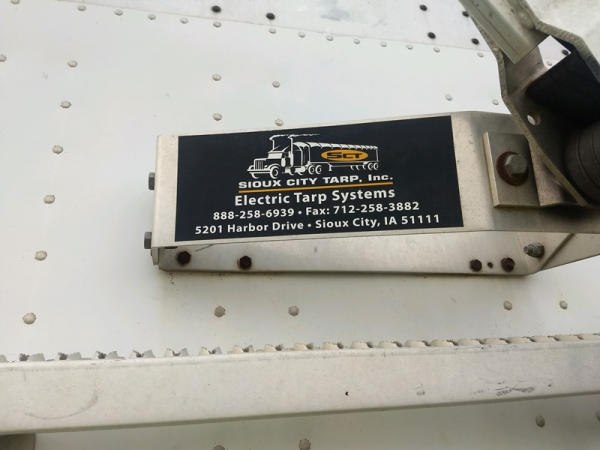 SCT
SIOUX CITY TARP, Inc.
Electric Tarp Systems
888-258-6939 • Fax: 712-258-3882
5201 Harbor Drive • Sioux City, IA 51111